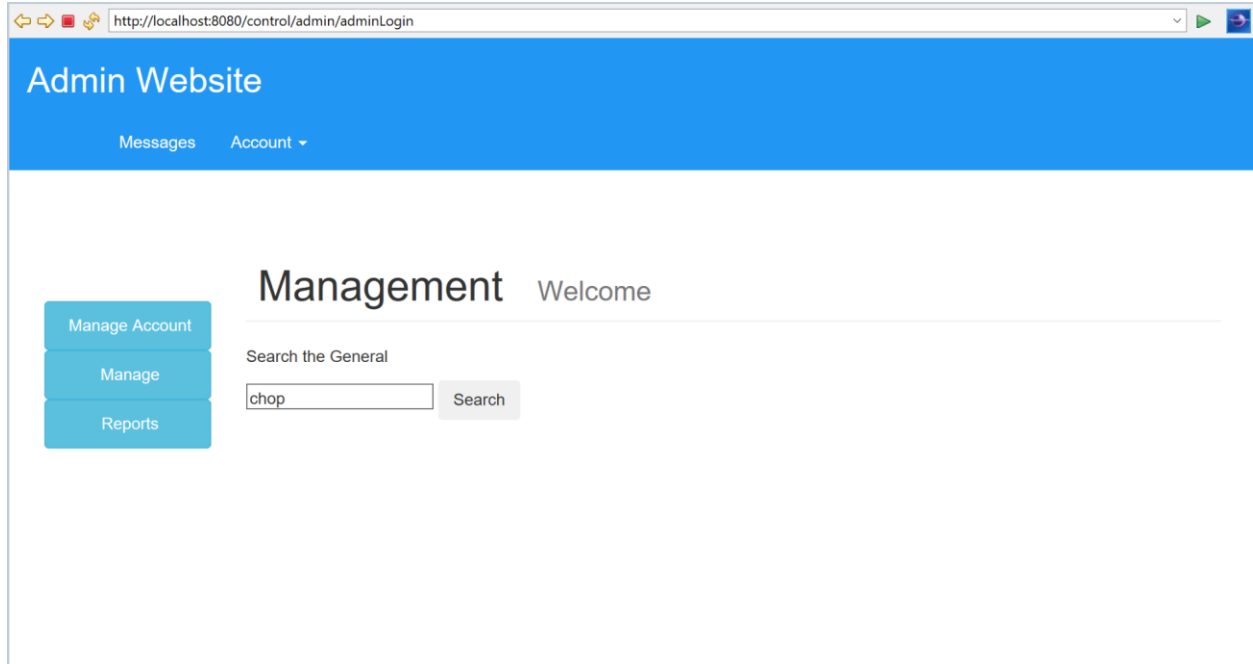 http://localhost:8080/control/admin/adminLogin
Admin Website
Messages Account
Management Welcome
Manage Account
Manage
Reports
Search the General
chop Search